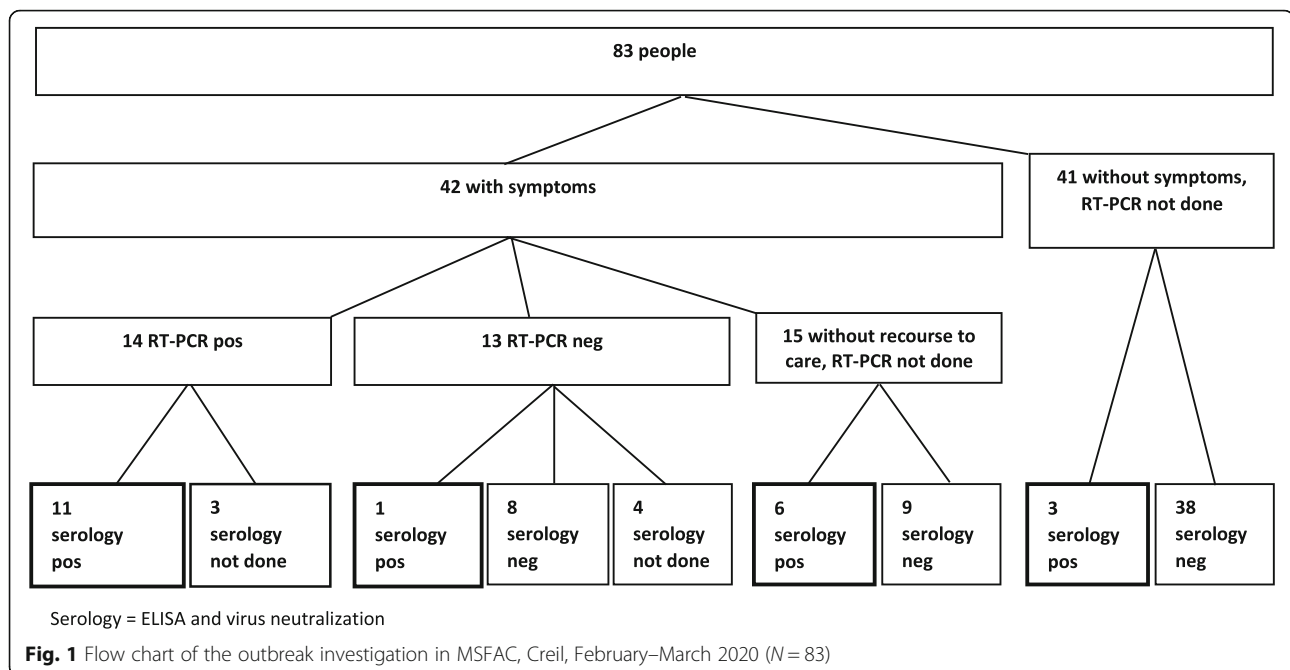 83 people
42 with symptoms
41 without symptoms,
RT-PCR not done
14 RT-PCR pos
13 RT-PCR neg
15 without recourse to
care, RT-PCR not done
11
serology
pos
3
serology
not done
1
serology
pos
8
serology
neg
4
serology
not done
6
serology
pos
9
serology
neg
3
serology
pos
38
serology
neg
Serology = ELISA and virus neutralization
Fig. 1 Flow chart of the outbreak investigation in MSFAC, Creil, February–March 2020 (N = 83)